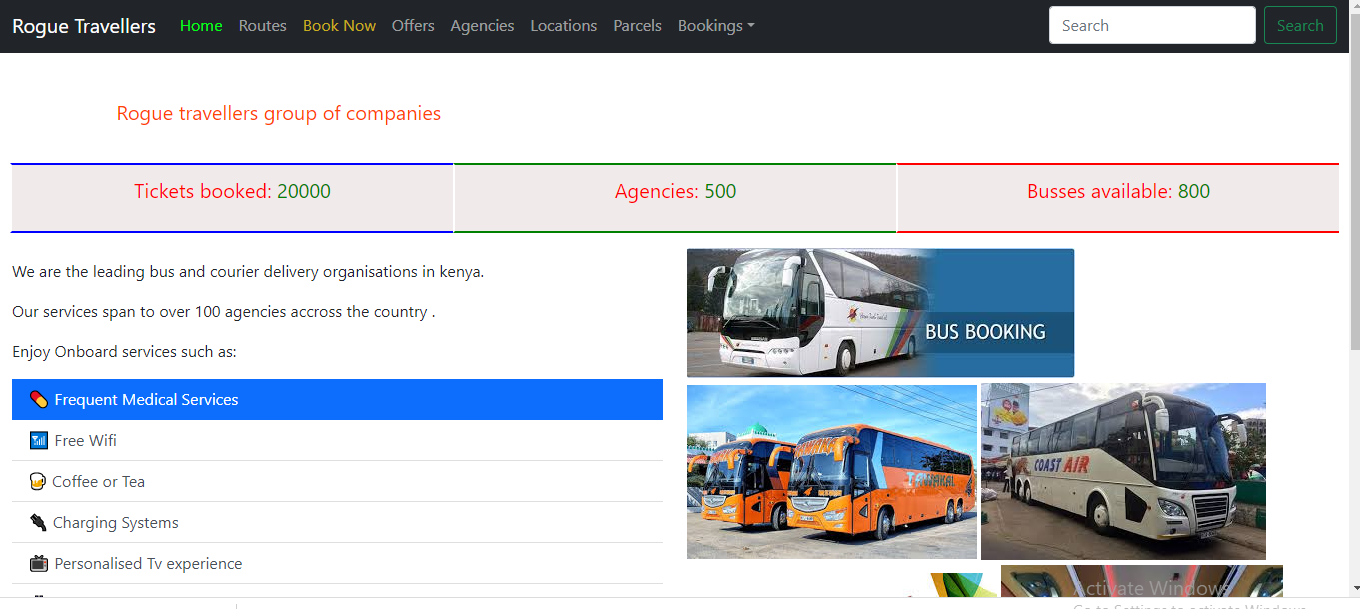 Rogue Travellers Home Routes Book Now Offers Agencies Locations Parcels Bookings Search Search
Rogue travellers group of companies
Tickets booked: 20000 Agencies: 500 Busses available: 800
We are the leading bus and courier delivery organisations in kenya.
Our services span to over 100 agencies accross the country .
Enjoy Onboard services such as:
Frequent Medical Services
Free Wifi
Coffee or Tea
Charging Systems
Personalised Tv experience
BUS BOOKING
TAWAKAL
COAST AIR
Activate Windows
Go to Settings to activate Windows.